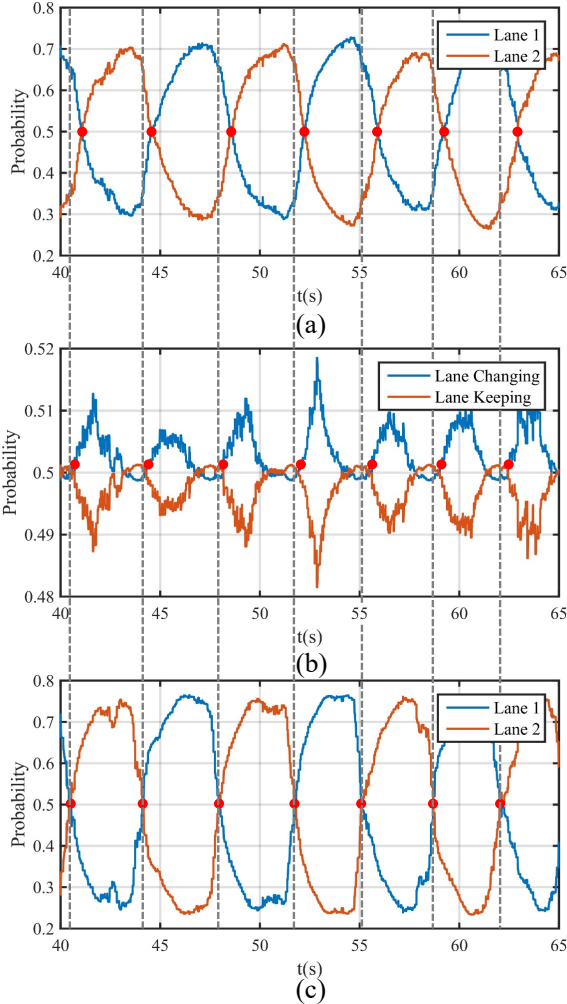 0.8
0.7
0.6
0.5
0.4
0.3
0.2
Probability
Lane 1
Lane 2
40 45 50 55 60 65
t(s)
(a)
0.52
0.51
0.5
0.49
0.48
Probability
Lane Changing
Lane Keeping
40 45 50 55 60 65
t(s)
(b)
0.8
0.7
0.6
0.5
0.4
0.3
0.2
Probability
Lane 1
Lane 2
40 45 50 55 60 65
t(s)
(c)